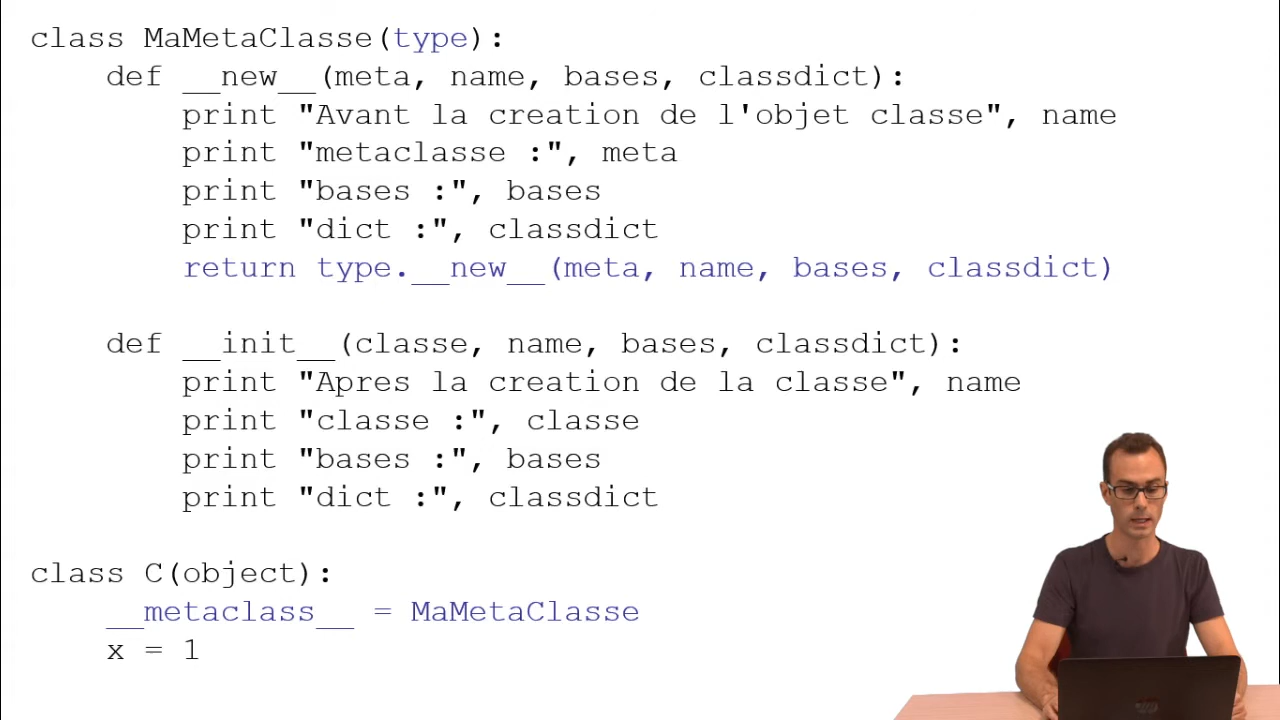 class MaMetaClasse(type):
    def __new__(meta, name, bases, classdict):
        print "Avant la creation de l'objet classe", name
        print "metaclasse :", meta
        print "bases :", bases
        print "dict :", classdict
        return type.__new__(meta, name, bases, classdict)
    def __init__(classe, name, bases, classdict):
        print "Apres la creation de la classe", name
        print "classe :", classe
        print "bases :", bases
        print "dict :", classdict
class C(object):
    __metaclass__ = MaMetaClasse
    x = 1